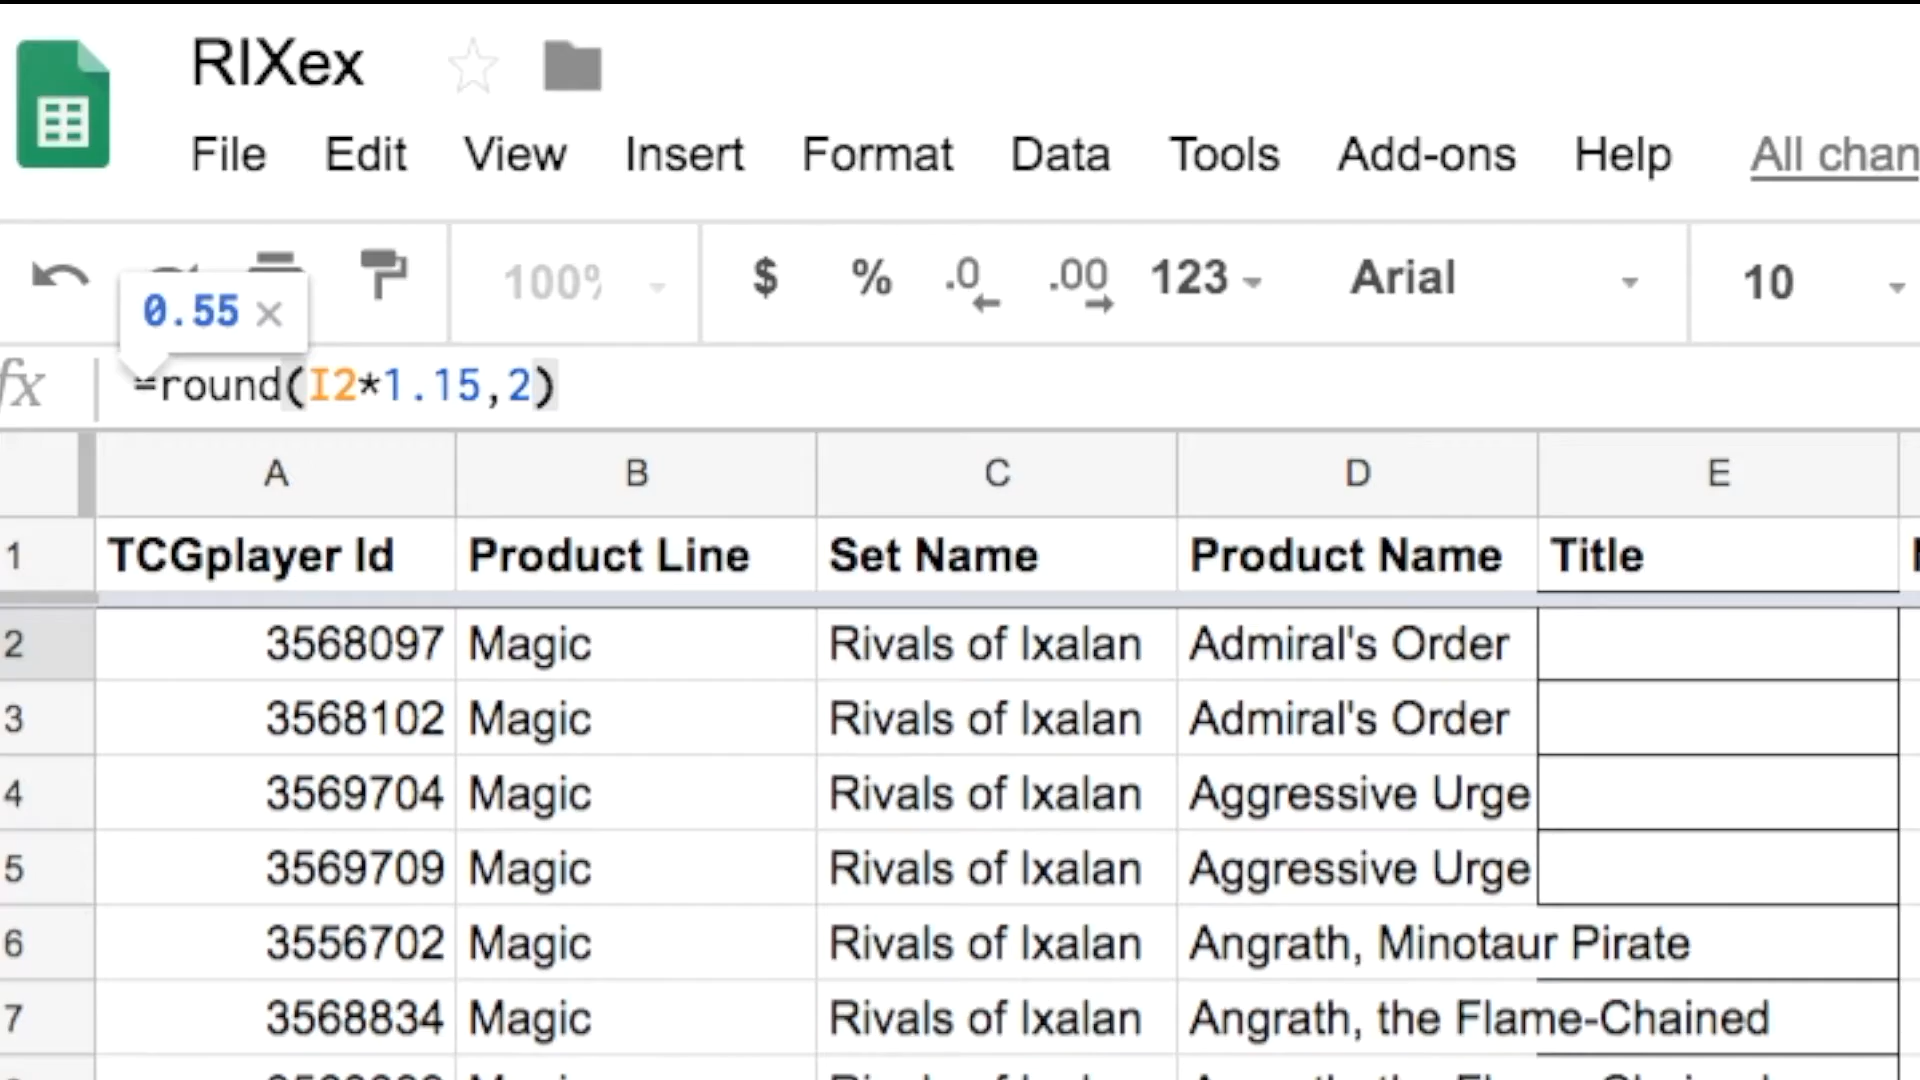 RIXex
File Edit View Insert Format Data Tools Add-ons Help All chan
100% $ % .0 .00 123 Arial 10
0.55 ×
fx =round(I2*1.15,2)
A B C D E
1 TCGplayer Id Product Line Set Name Product Name Title
2 3568097 Magic Rivals of Ixalan Admiral's Order
3 3568102 Magic Rivals of Ixalan Admiral's Order
4 3569704 Magic Rivals of Ixalan Aggressive Urge
5 3569709 Magic Rivals of Ixalan Aggressive Urge
6 3556702 Magic Rivals of Ixalan Angrath, Minotaur Pirate
7 3568834 Magic Rivals of Ixalan Angrath, the Flame-Chained